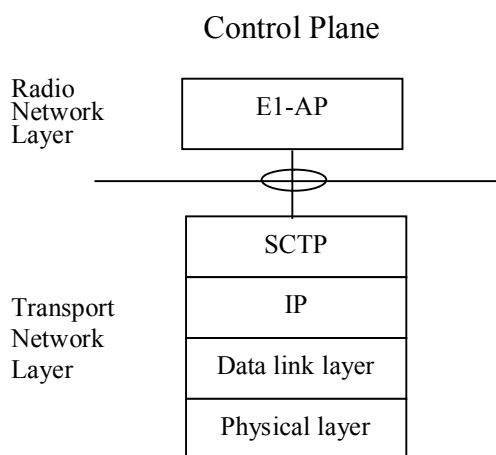 Control Plane
Radio
Network
Layer
E1-AP
SCTP
Transport
Network
Layer
IP
Data link layer
Physical layer